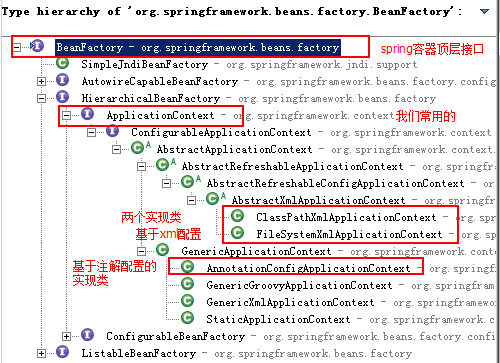 Type hierarchy of 'org.springframework.beans.factory.BeanFactory':
BeanFactory - org.springframework.beans.factory spring容器顶层接口
SimpleJndiBeanFactory - org.springframework.jndi.support
AutowireCapableBeanFactory - org.springframework.beans.factory.config
HierarchicalBeanFactory - org.springframework.beans.factory
ApplicationContext - org.springframework.context 我们常用的
ConfigurableApplicationContext - org.springframework.context
AbstractApplicationContext - org.springframework.context
AbstractRefreshableApplicationContext - org.springfr
AbstractRefreshableConfigApplicationContext - org.
AbstractXmlApplicationContext - org.springfram
两个实现类 ClassPathXmlApplicationContext - org.spri
基于xml配置 FileSystemXmlApplicationContext - org.spr
GenericApplicationContext - org.springframework.
基于注解配置的 AnnotationConfigApplicationContext - org.springfra
实现类 GenericGroovyApplicationContext - org.springframew
GenericXmlApplicationContext - org.springframework
StaticApplicationContext - org.springframework.
ConfigurableBeanFactory - org.springframework.beans.factory.
ListableBeanFactory - org.springframework.beans.factory